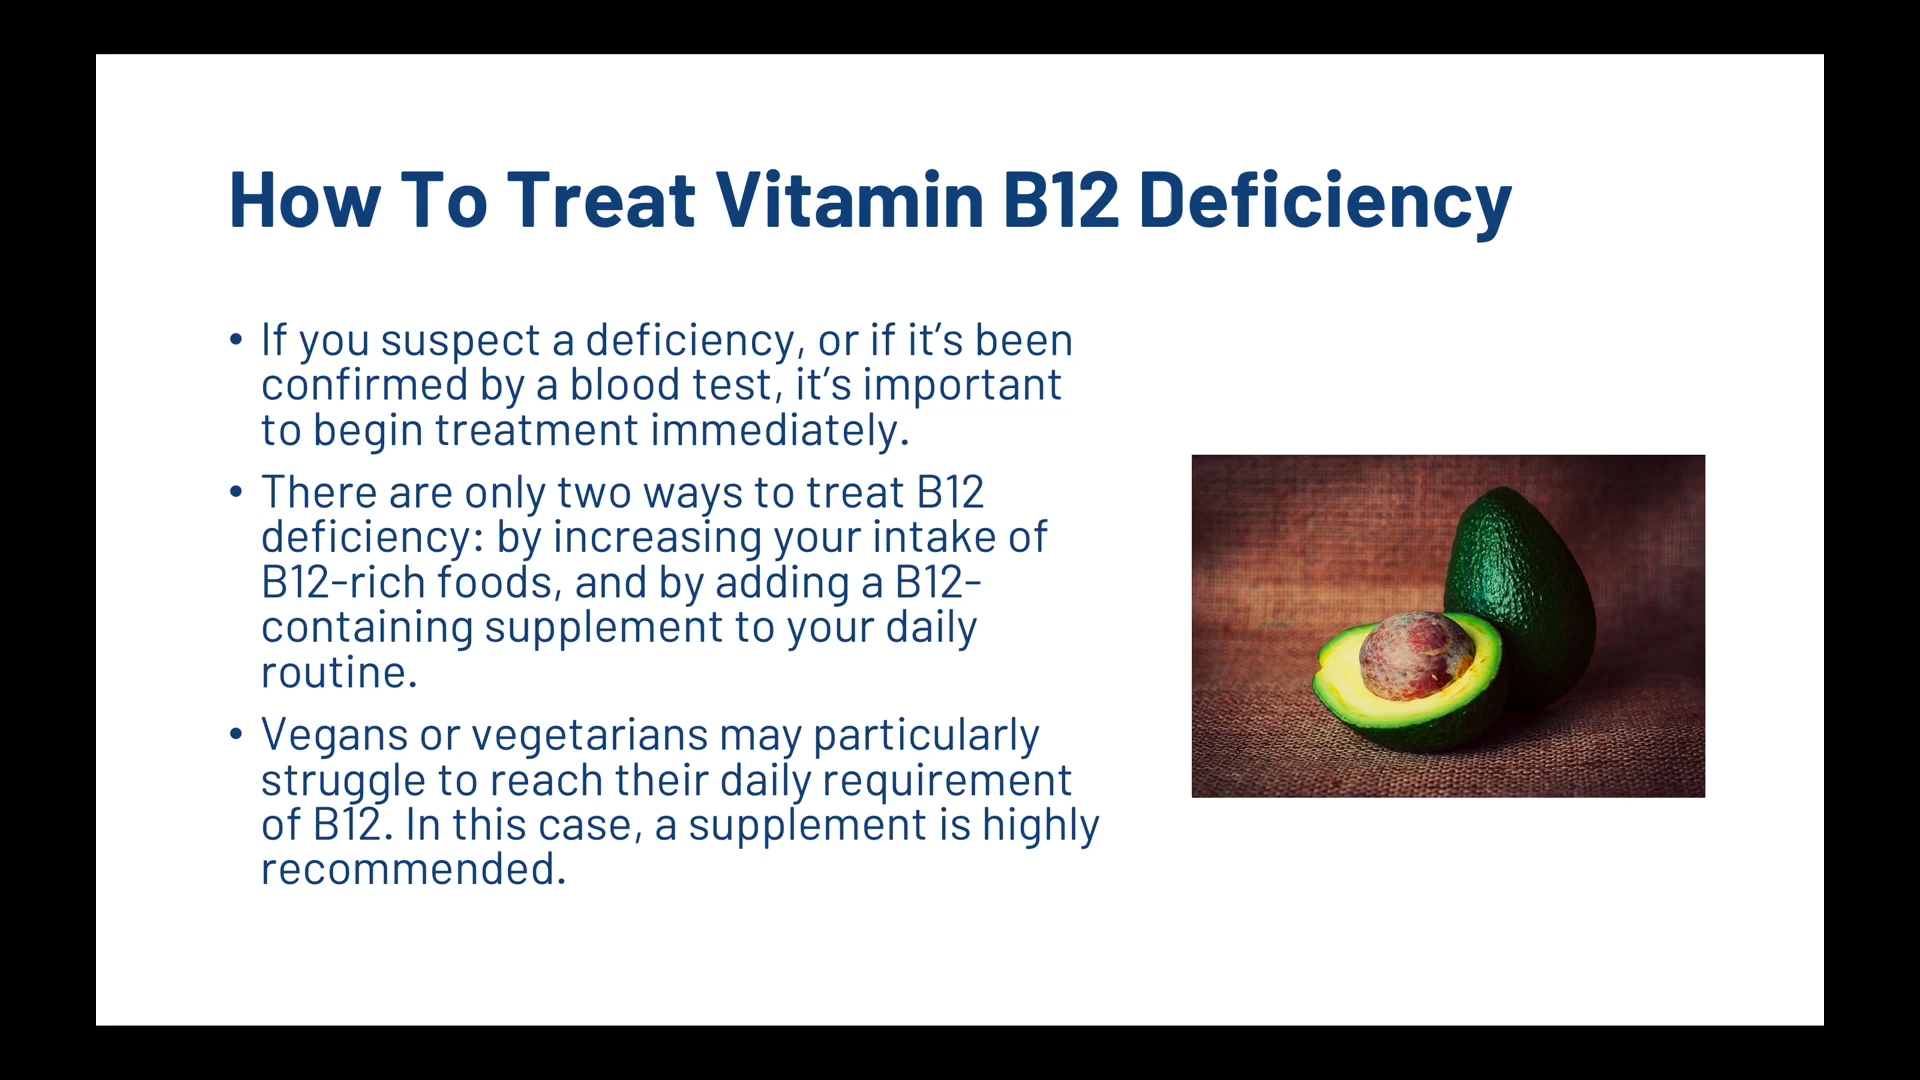 How To Treat Vitamin B12 Deficiency
• If you suspect a deficiency, or if it’s been
confirmed by a blood test, it’s important
to begin treatment immediately.
• There are only two ways to treat B12
deficiency: by increasing your intake of
B12-rich foods, and by adding a B12-
containing supplement to your daily
routine.
• Vegans or vegetarians may particularly
struggle to reach their daily requirement
of B12. In this case, a supplement is highly
recommended.